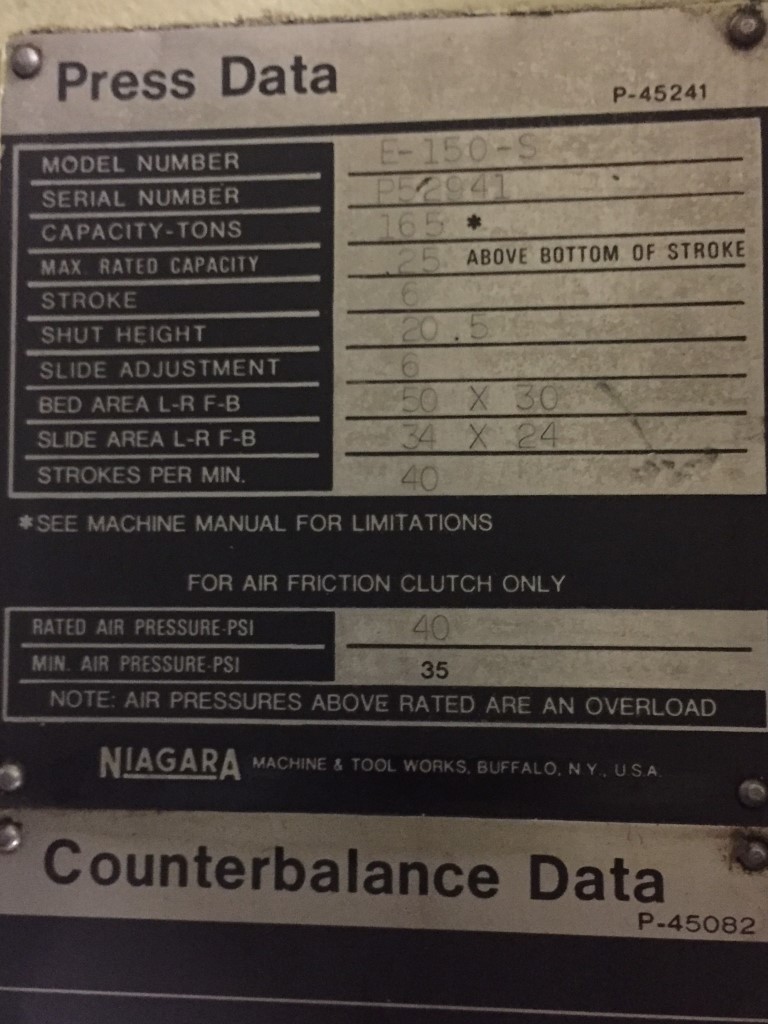 Press Data P-45241
MODEL NUMBER E-150-S
SERIAL NUMBER P52941
CAPACITY-TONS 165 *
MAX. RATED CAPACITY .25 ABOVE BOTTOM OF STROKE
STROKE 6
SHUT HEIGHT 20.5
SLIDE ADJUSTMENT 6
BED AREA L-R F-B 50 X 30
SLIDE AREA L-R F-B 34 X 24
STROKES PER MIN. 40
*SEE MACHINE MANUAL FOR LIMITATIONS
FOR AIR FRICTION CLUTCH ONLY
RATED AIR PRESSURE-PSI 40
MIN. AIR PRESSURE-PSI 35
NOTE: AIR PRESSURES ABOVE RATED ARE AN OVERLOAD
NIAGARA MACHINE & TOOL WORKS, BUFFALO, N.Y., U.S.A.
Counterbalance Data
P-45082